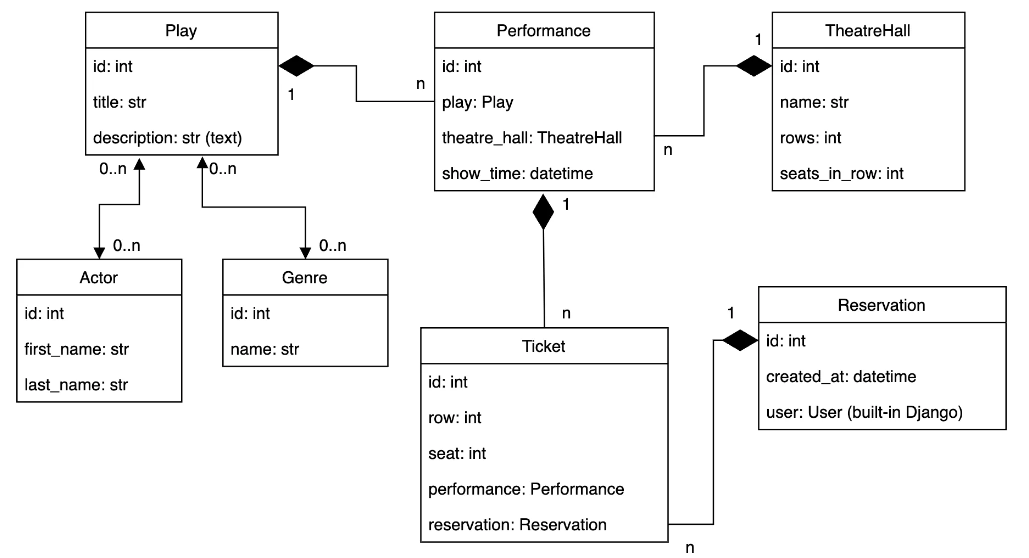 Play
id: int
title: str
description: str (text)
1
n
0..n
0..n
0..n
0..n
Performance
id: int
play: Play
theatre_hall: TheatreHall
show_time: datetime
1
n
TheatreHall
id: int
name: str
rows: int
seats_in_row: int
1
n
Actor
id: int
first_name: str
last_name: str
Genre
id: int
name: str
Ticket
id: int
row: int
seat: int
performance: Performance
reservation: Reservation
n
Reservation
id: int
created_at: datetime
user: User (built-in Django)
1